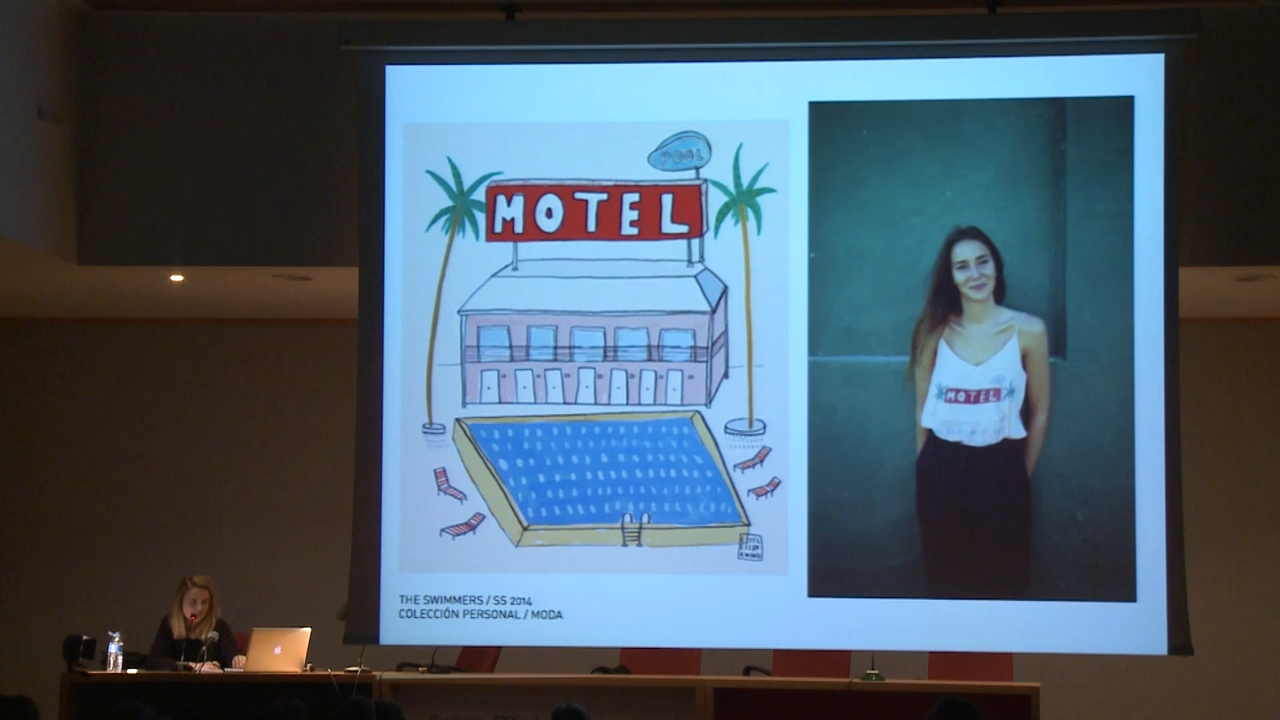 POOL
MOTEL
MOTEL
THE SWIMMERS / SS 2014
COLECCIÓN PERSONAL / MODA